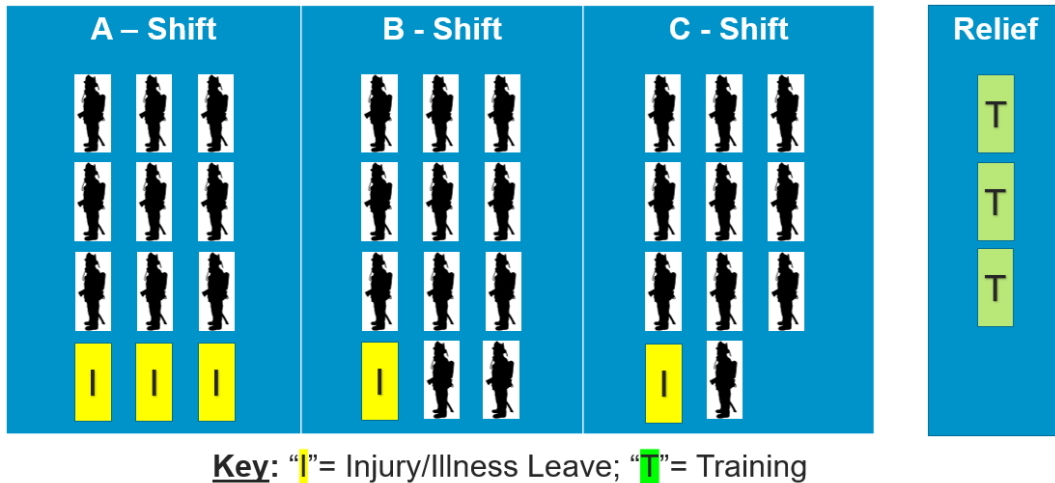 A – Shift
B - Shift
C - Shift
Relief
T
T
T
I I I
I
I
Key: “I”= Injury/Illness Leave; “T”= Training